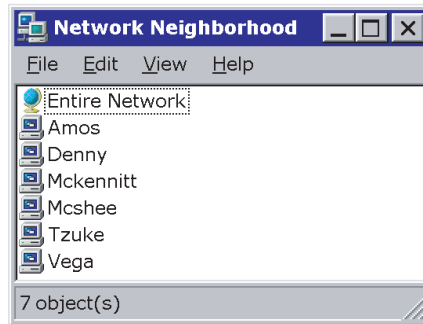 Network Neighborhood
File Edit View Help
Entire Network
Amos
Denny
Mckennitt
Mcshee
Tzuke
Vega
7 object(s)